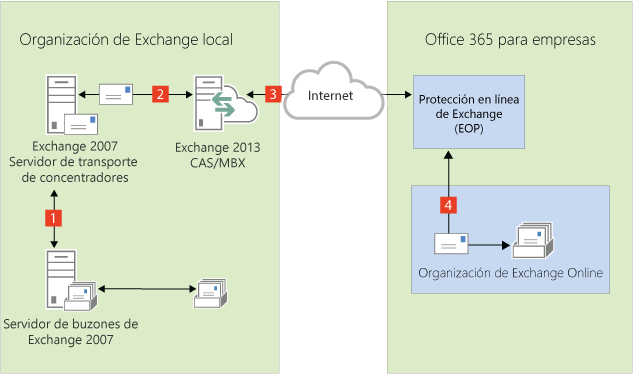 Organización de Exchange local
Office 365 para empresas
2
3
Internet
Protección en línea
de Exchange
(EOP)
Exchange 2007
Servidor de transporte
de concentradores
Exchange 2013
CAS/MBX
1
4
Organización de Exchange Online
Servidor de buzones de
Exchange 2007